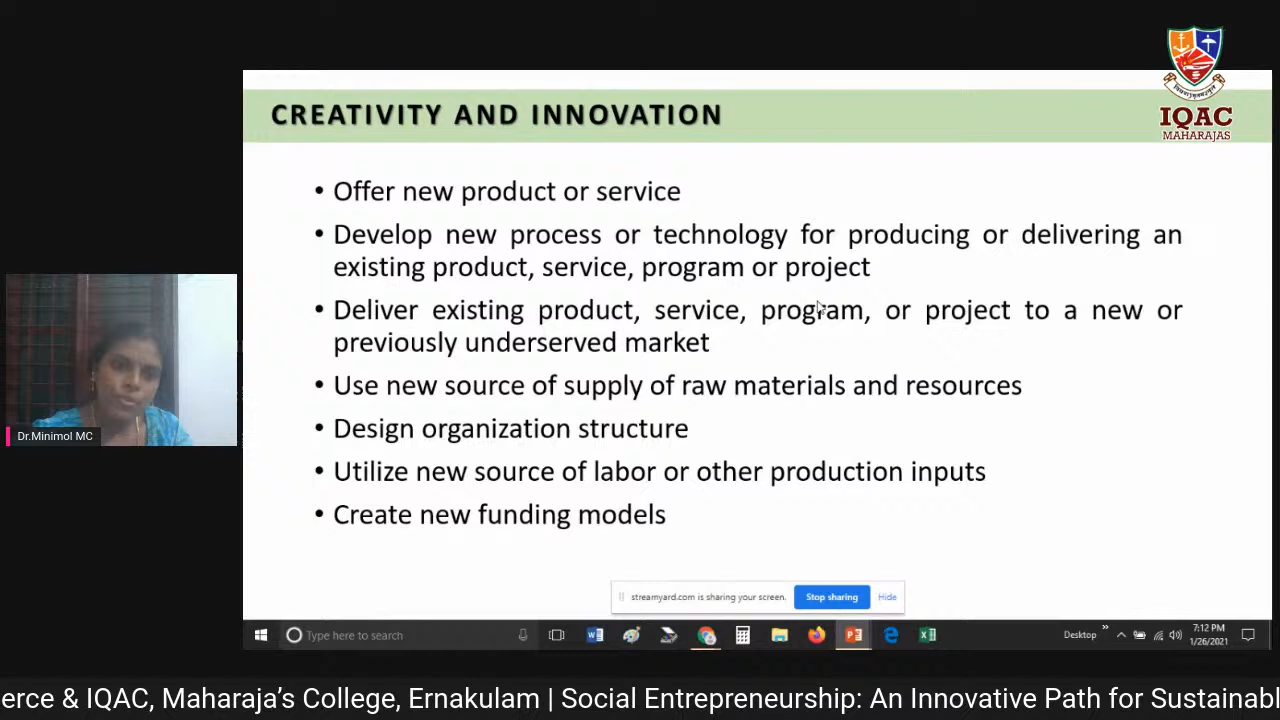 IQAC
MAHARAJAS
CREATIVITY AND INNOVATION
• Offer new product or service
• Develop new process or technology for producing or delivering an
existing product, service, program or project
• Deliver existing product, service, program, or project to a new or
previously underserved market
• Use new source of supply of raw materials and resources
• Design organization structure
• Utilize new source of labor or other production inputs
• Create new funding models
Dr.Minimol MC
streamyard.com is sharing your screen. Stop sharing Hide
Type here to search
Desktop
7:12 PM
1/26/2021
erce & IQAC, Maharaja's College, Ernakulam | Social Entrepreneurship: An Innovative Path for Sustainabl